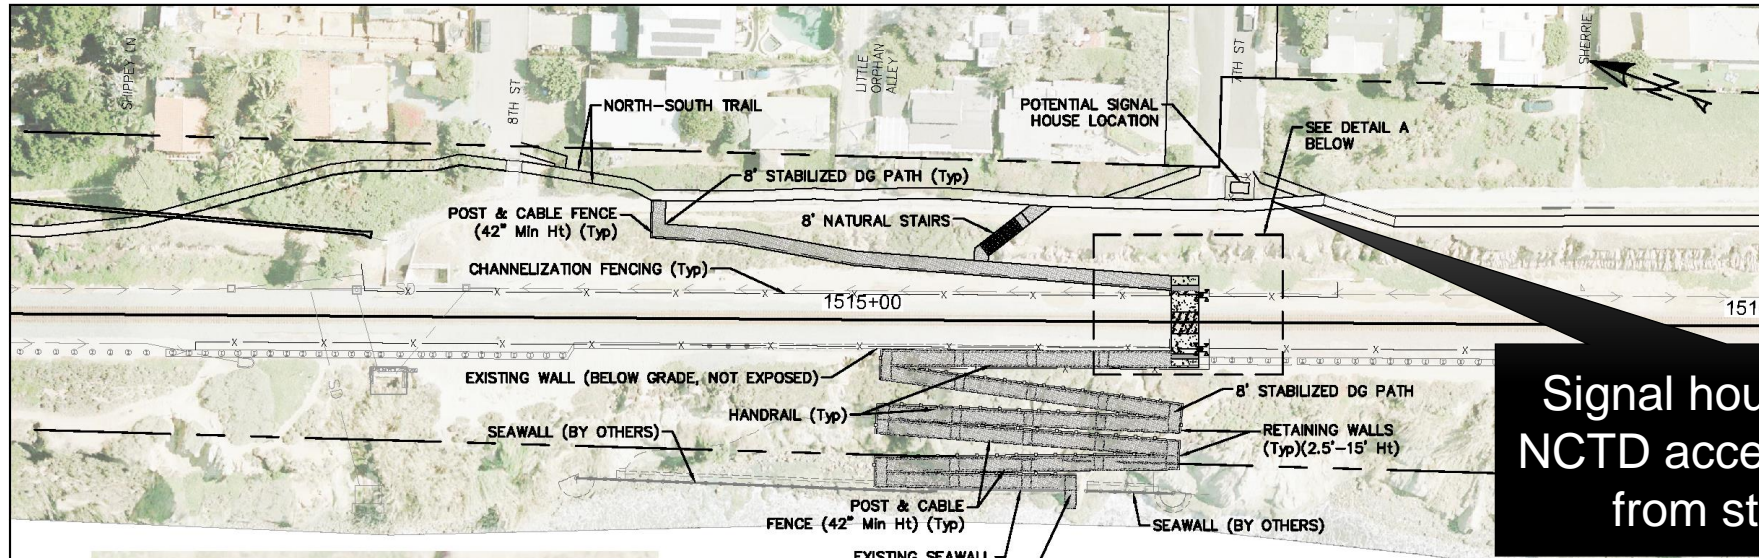 SHIPPEY LN
8TH ST
LITTLE
ORPHAN
ALLEY
7TH ST
SHERRIE
N
NORTH-SOUTH TRAIL
POTENTIAL SIGNAL
HOUSE LOCATION
SEE DETAIL A
BELOW
8' STABILIZED DG PATH (Typ)
POST & CABLE FENCE
(42" Min Ht) (Typ)
8' NATURAL STAIRS
CHANNELIZATION FENCING (Typ)
SD
1515+00
151
EXISTING WALL (BELOW GRADE, NOT EXPOSED)
8' STABILIZED DG PATH
HANDRAIL (Typ)
SEAWALL (BY OTHERS)
RETAINING WALLS
(Typ)(2.5'-15' Ht)
POST & CABLE
FENCE (42" Min Ht) (Typ)
SEAWALL (BY OTHERS)
EXISTING SEAWALL
Signal hou
NCTD acce
from st